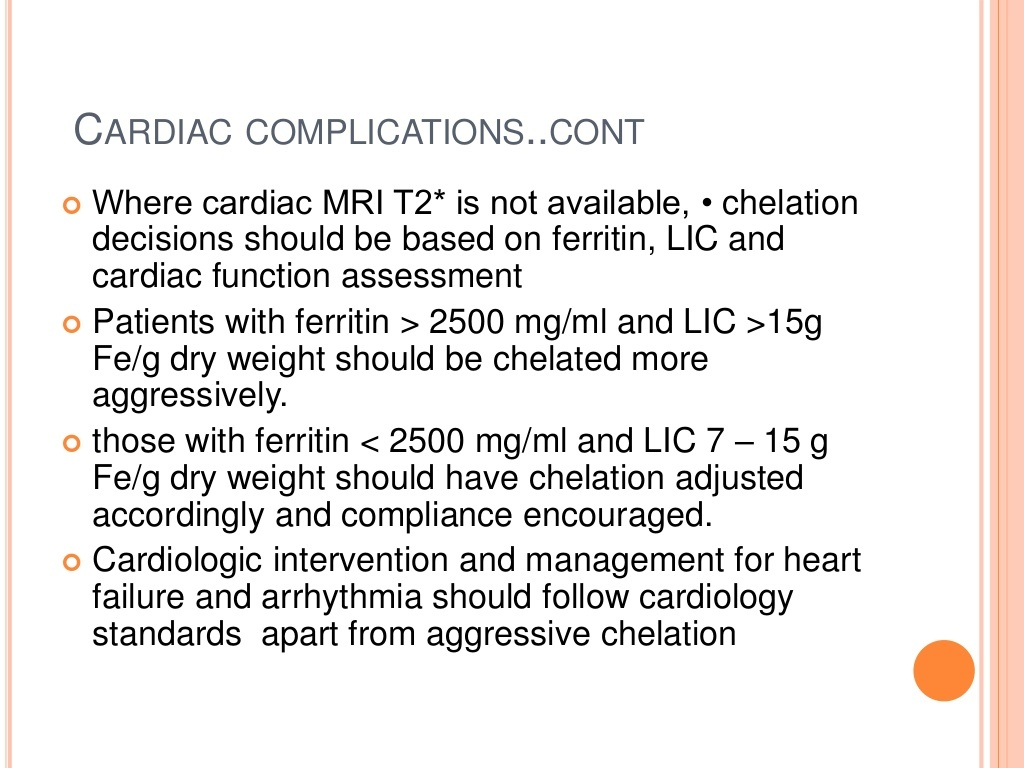 CARDIAC COMPLICATIONS..CONT
Where cardiac MRI T2* is not available, • chelation
decisions should be based on ferritin, LIC and
cardiac function assessment
Patients with ferritin > 2500 mg/ml and LIC >15g
Fe/g dry weight should be chelated more
aggressively.
those with ferritin < 2500 mg/ml and LIC 7 – 15 g
Fe/g dry weight should have chelation adjusted
accordingly and compliance encouraged.
Cardiologic intervention and management for heart
failure and arrhythmia should follow cardiology
standards  apart from aggressive chelation